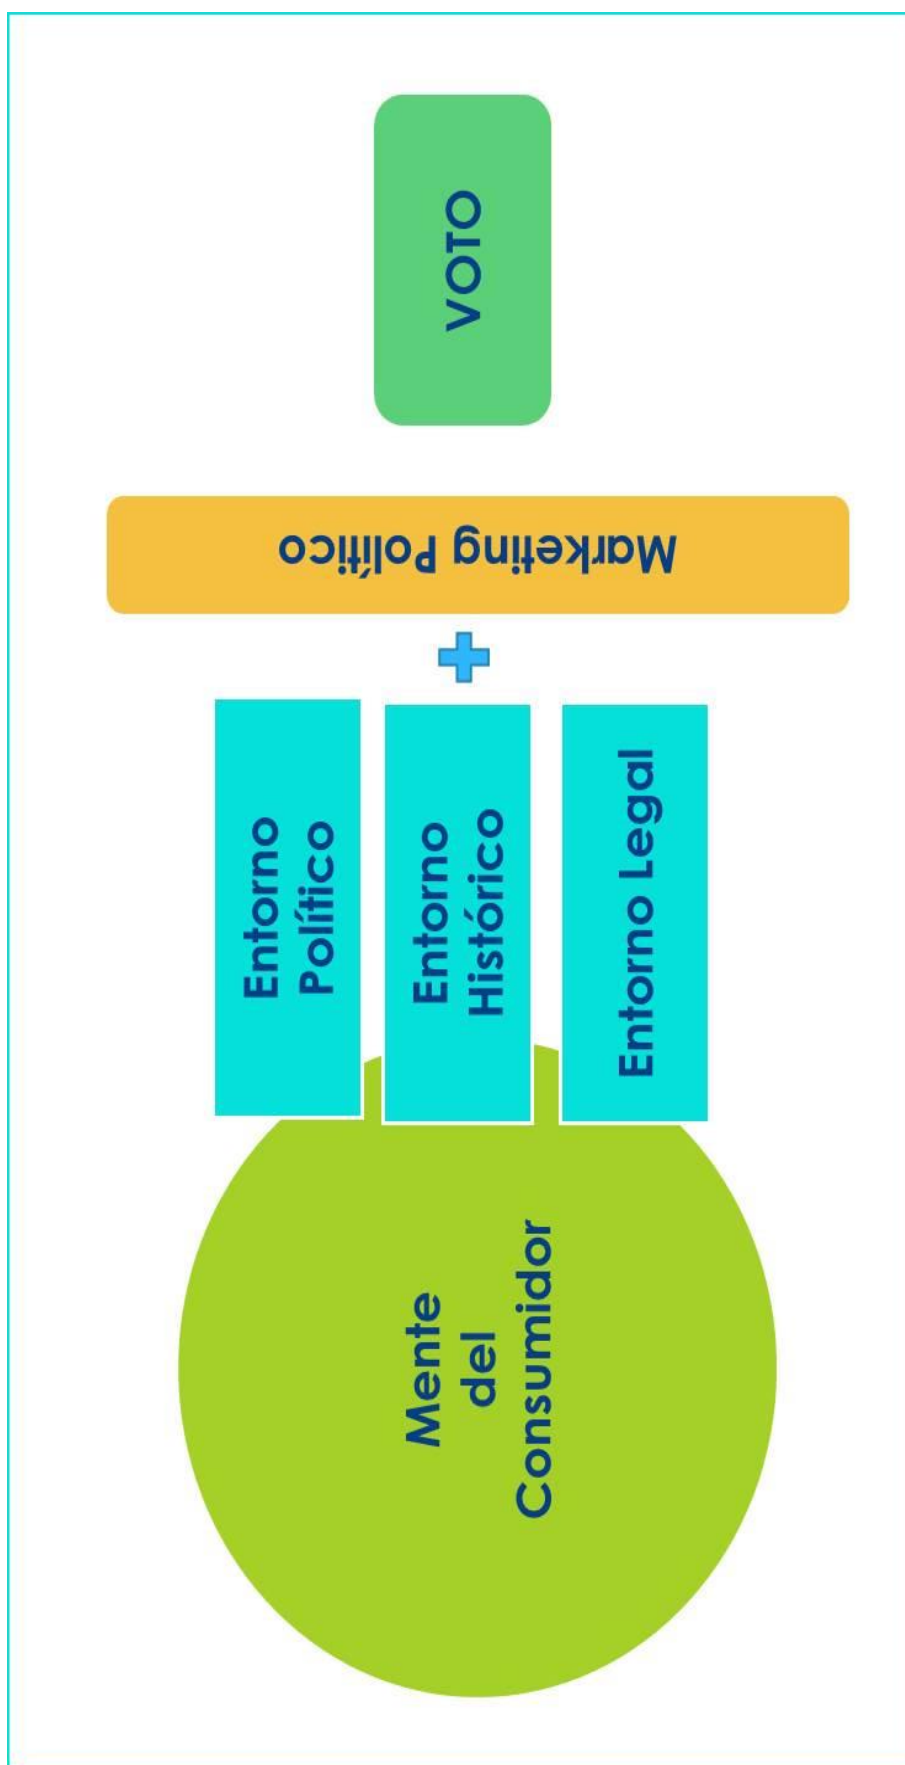 Mente
del
Consumidor
Entorno
Político
Entorno
Histórico
Entorno Legal
Marketing Político
VOTO